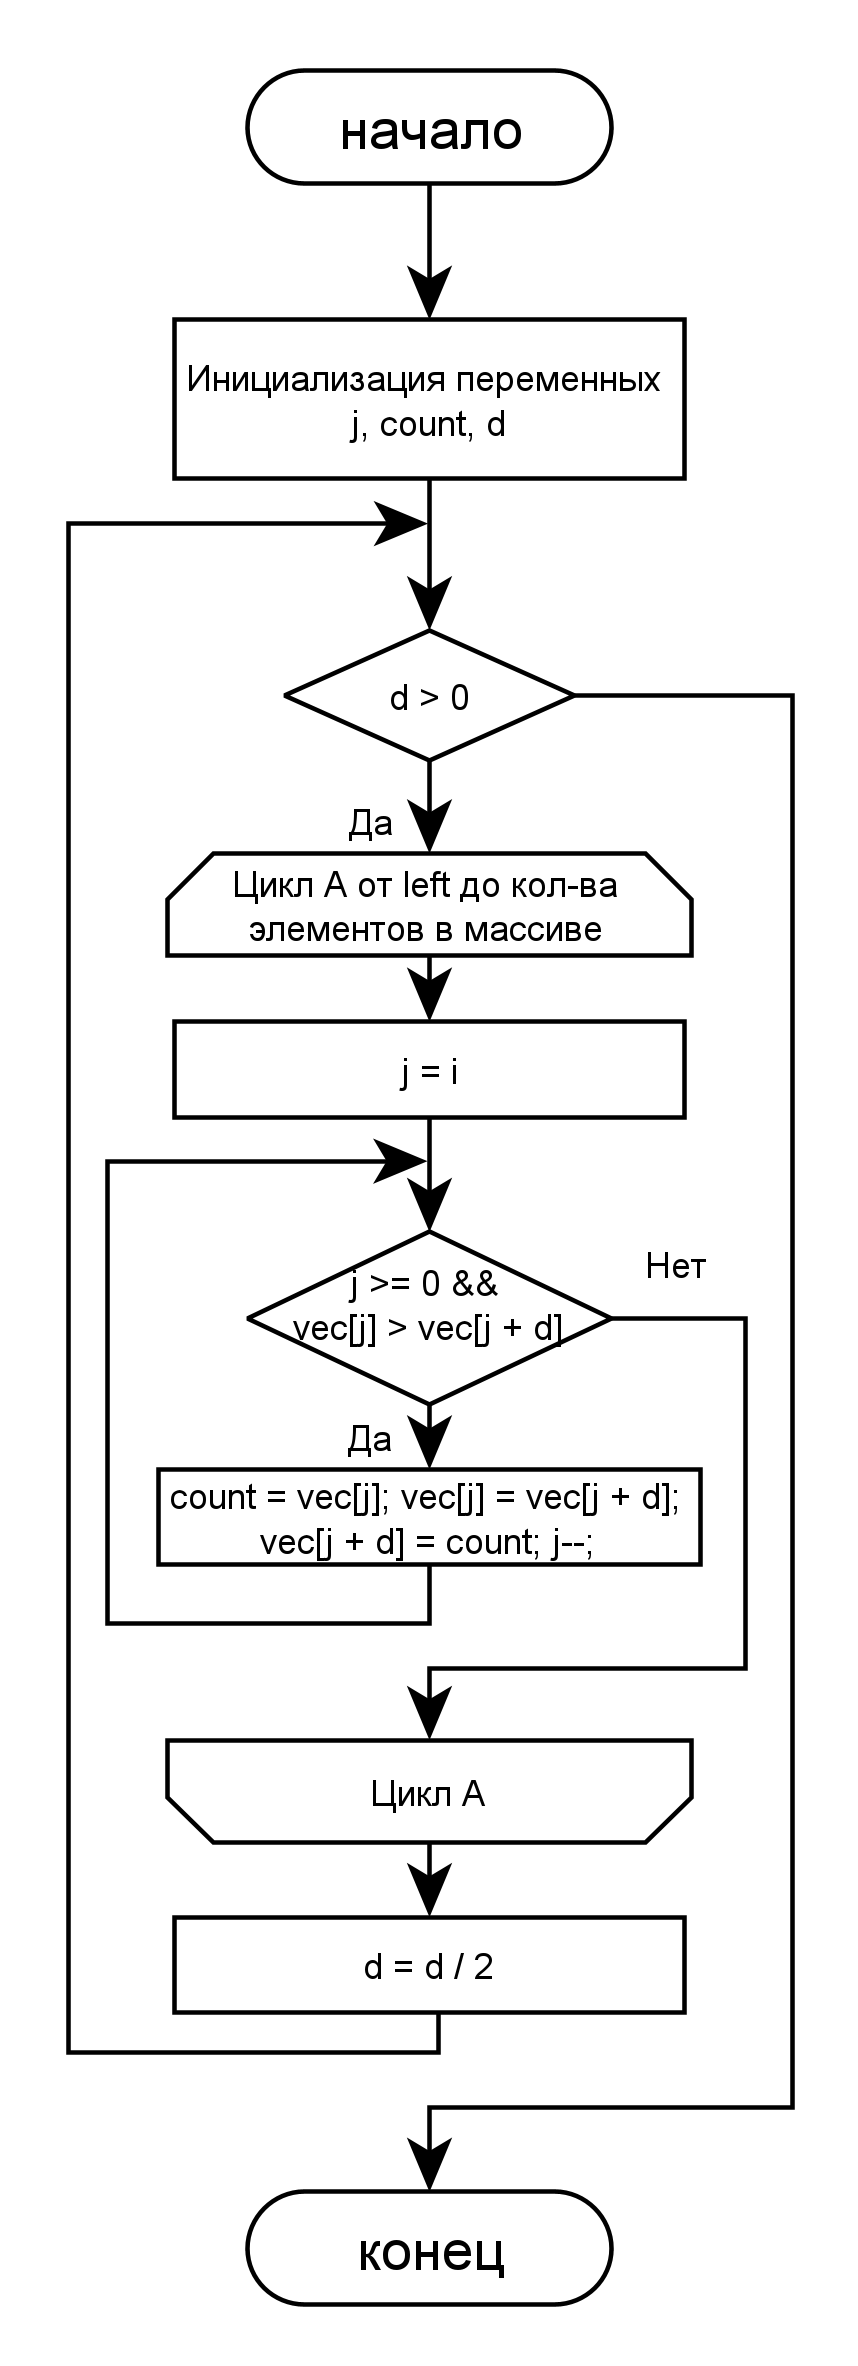 начало
Инициализация переменных
j, count, d
d > 0
Да
Цикл А от left до кол-ва
элементов в массиве
j = i
j >= 0 &&
vec[j] > vec[j + d]
Нет
Да
count = vec[j]; vec[j] = vec[j + d];
vec[j + d] = count; j--;
Цикл А
d = d / 2
конец